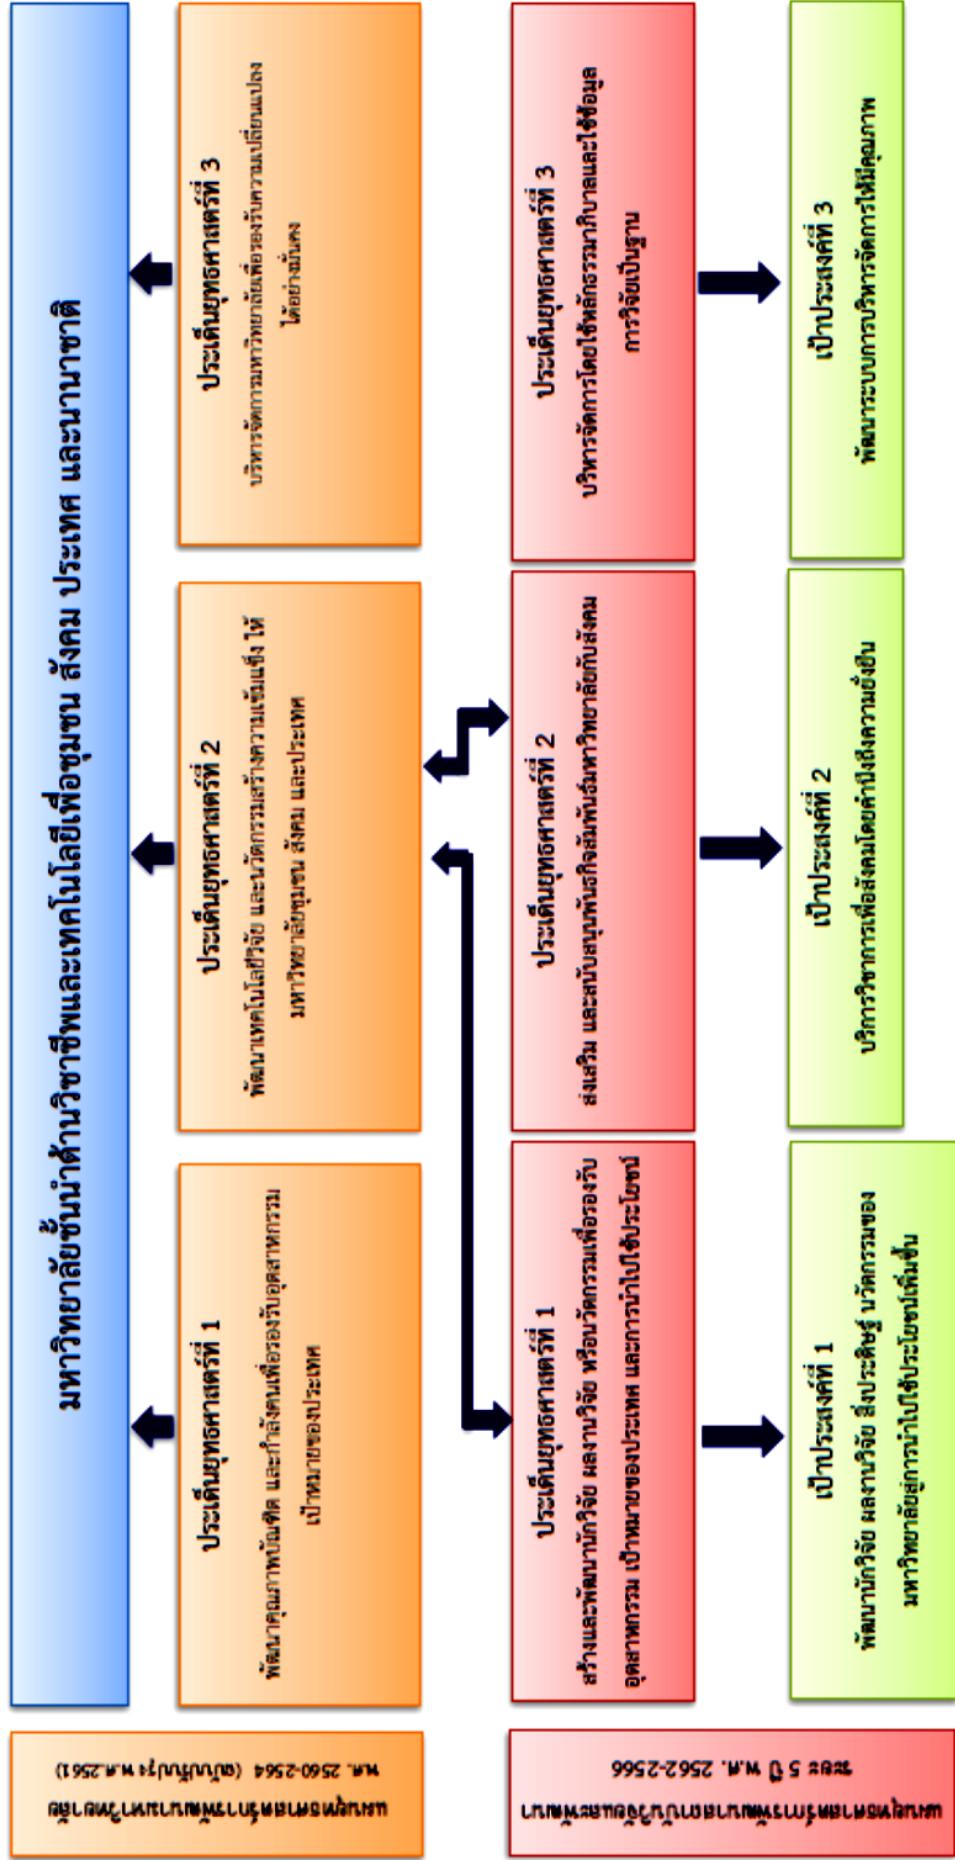 มหาวิทยาลัยชั้นนำด้านวิชาชีพและเทคโนโลยีเพื่อชุมชน สังคม ประเทศ และนานาชาติ
แผนยุทธศาสตร์การพัฒนามหาวิทยาลัย
พ.ศ. 2560-2564 (ฉบับปรับปรุง พ.ศ.2561)
ประเด็นยุทธศาสตร์ที่ 1
พัฒนาคุณภาพบัณฑิต และกำลังคนเพื่อรองรับอุตสาหกรรม
เป้าหมายของประเทศ
ประเด็นยุทธศาสตร์ที่ 2
พัฒนาเทคโนโลยีวิจัย และนวัตกรรมสร้างความเข้มแข็ง ให้
มหาวิทยาลัยชุมชน สังคม และประเทศ
ประเด็นยุทธศาสตร์ที่ 3
บริหารจัดการมหาวิทยาลัยเพื่อรองรับความเปลี่ยนแปลง
ได้อย่างมั่นคง
แผนยุทธศาสตร์การพัฒนาสถาบันวิจัยและพัฒนา
ระยะ 5 ปี พ.ศ. 2562-2566
ประเด็นยุทธศาสตร์ที่ 1
สร้างและพัฒนานักวิจัย ผลงานวิจัย หรือนวัตกรรมเพื่อรองรับ
อุตสาหกรรม เป้าหมายของประเทศ และการนำไปใช้ประโยชน์
ประเด็นยุทธศาสตร์ที่ 2
ส่งเสริม และสนับสนุนพันธกิจสัมพันธ์มหาวิทยาลัยกับสังคม
ประเด็นยุทธศาสตร์ที่ 3
บริหารจัดการโดยใช้หลักธรรมาภิบาลและใช้ข้อมูล
การวิจัยเป็นฐาน
เป้าประสงค์ที่ 1
พัฒนานักวิจัย ผลงานวิจัย สิ่งประดิษฐ์ นวัตกรรมของ
มหาวิทยาลัยสู่การนำไปใช้ประโยชน์เพิ่มขึ้น
เป้าประสงค์ที่ 2
บริการวิชาการเพื่อสังคมโดยคำนึงถึงความยั่งยืน
เป้าประสงค์ที่ 3
พัฒนาระบบการบริหารจัดการให้มีคุณภาพ